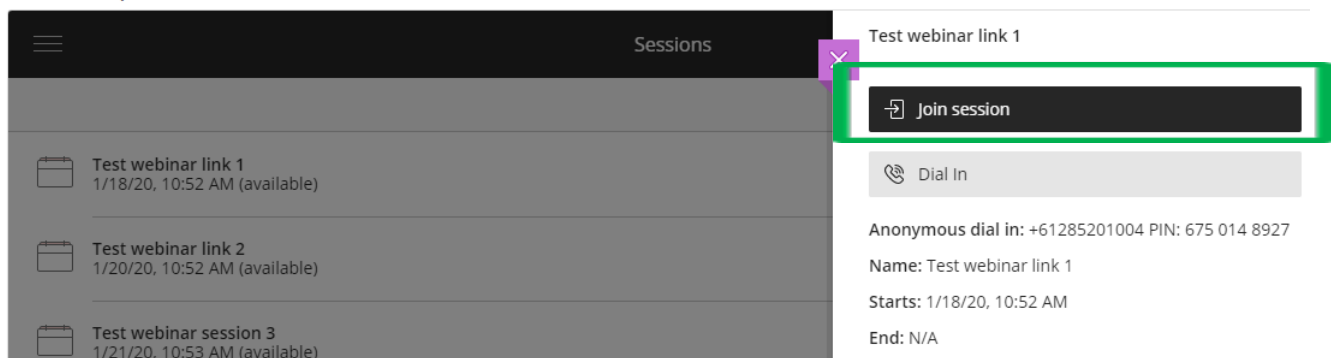 Sessions
Test webinar link 1
1/18/20, 10:52 AM (available)
Test webinar link 2
1/20/20, 10:52 AM (available)
Test webinar session 3
1/21/20, 10:53 AM (available)
Test webinar link 1
Join session
Dial In
Anonymous dial in: +61285201004 PIN: 675 014 8927
Name: Test webinar link 1
Starts: 1/18/20, 10:52 AM
End: N/A